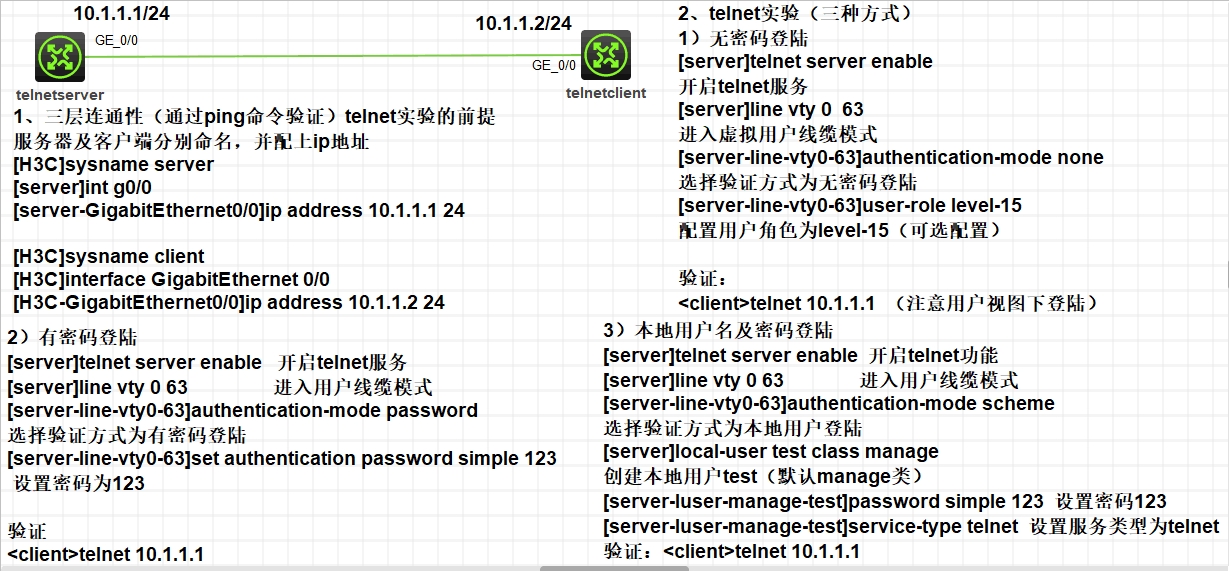 10.1.1.1/24
10.1.1.2/24
GE_0/0
GE_0/0
telnetserver
telnetclient
1、三层连通性（通过ping命令验证）telnet实验的前提
服务器及客户端分别命名，并配上ip地址
[H3C]sysname server
[server]int g0/0
[server-GigabitEthernet0/0]ip address 10.1.1.1 24
[H3C]sysname client
[H3C]interface GigabitEthernet 0/0
[H3C-GigabitEthernet0/0]ip address 10.1.1.2 24
2、telnet实验（三种方式）
1）无密码登陆
[server]telnet server enable
开启telnet服务
[server]line vty 0  63
进入虚拟用户线缆模式
[server-line-vty0-63]authentication-mode none
选择验证方式为无密码登陆
[server-line-vty0-63]user-role level-15
配置用户角色为level-15（可选配置）
验证：
<client>telnet 10.1.1.1 （注意用户视图下登陆）
2）有密码登陆
[server]telnet server enable   开启telnet服务
[server]line vty 0 63   进入用户线缆模式
[server-line-vty0-63]authentication-mode password
选择验证方式为有密码登陆
[server-line-vty0-63]set authentication password simple 123
设置密码为123
验证
<client>telnet 10.1.1.1
3）本地用户名及密码登陆
[server]telnet server enable  开启telnet功能
[server]line vty 0 63   进入用户线缆模式
[server-line-vty0-63]authentication-mode scheme
选择验证方式为本地用户登陆
[server]local-user test class manage
创建本地用户test（默认manage类）
[server-luser-manage-test]password simple 123  设置密码123
[server-luser-manage-test]service-type telnet  设置服务类型为telnet
验证：<client>telnet 10.1.1.1